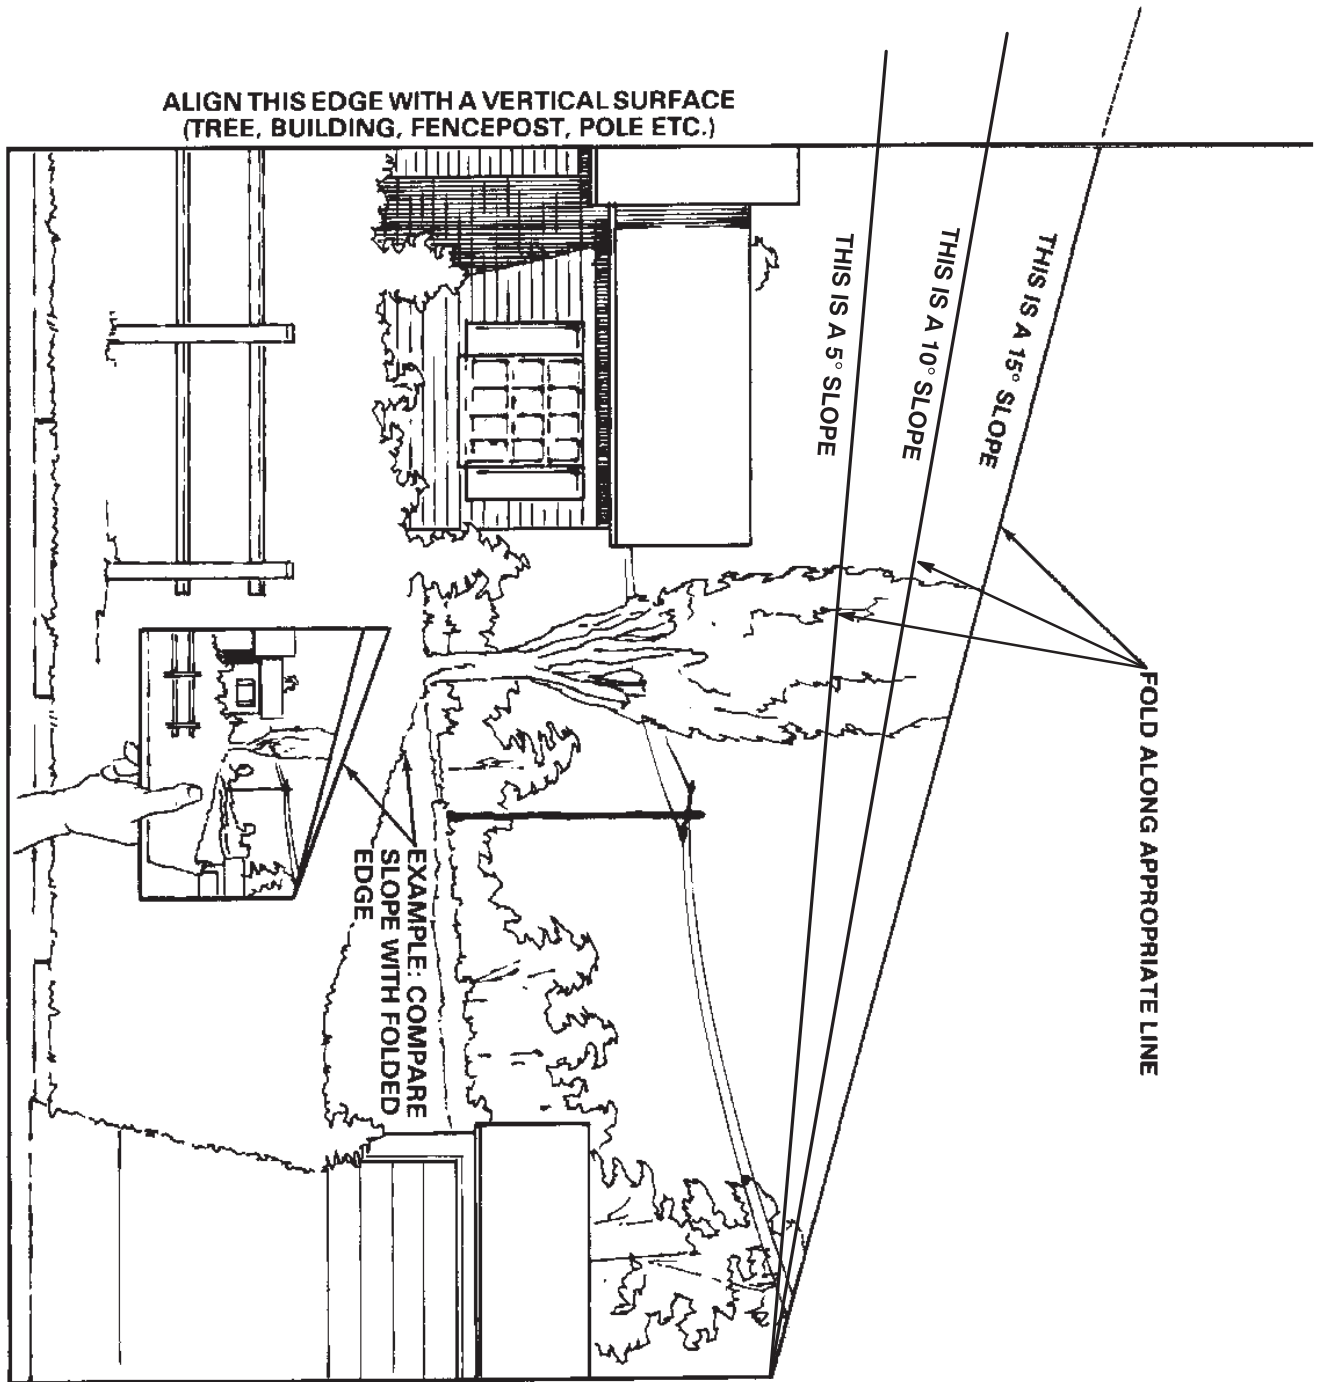 ALIGN THIS EDGE WITH A VERTICAL SURFACE
(TREE, BUILDING, FENCEPOST, POLE ETC.)
THIS IS A 15° SLOPE
THIS IS A 10° SLOPE
THIS IS A 5° SLOPE
FOLD ALONG APPROPRIATE LINE
EXAMPLE: COMPARE
SLOPE WITH FOLDED
EDGE